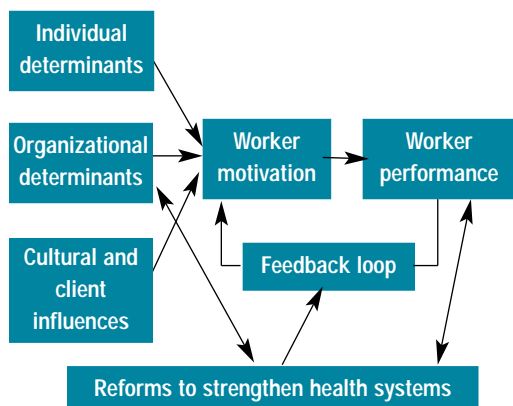 Individual
determinants
Organizational
determinants
Cultural and
client
influences
Worker
motivation
Worker
performance
Feedback loop
Reforms to strengthen health systems